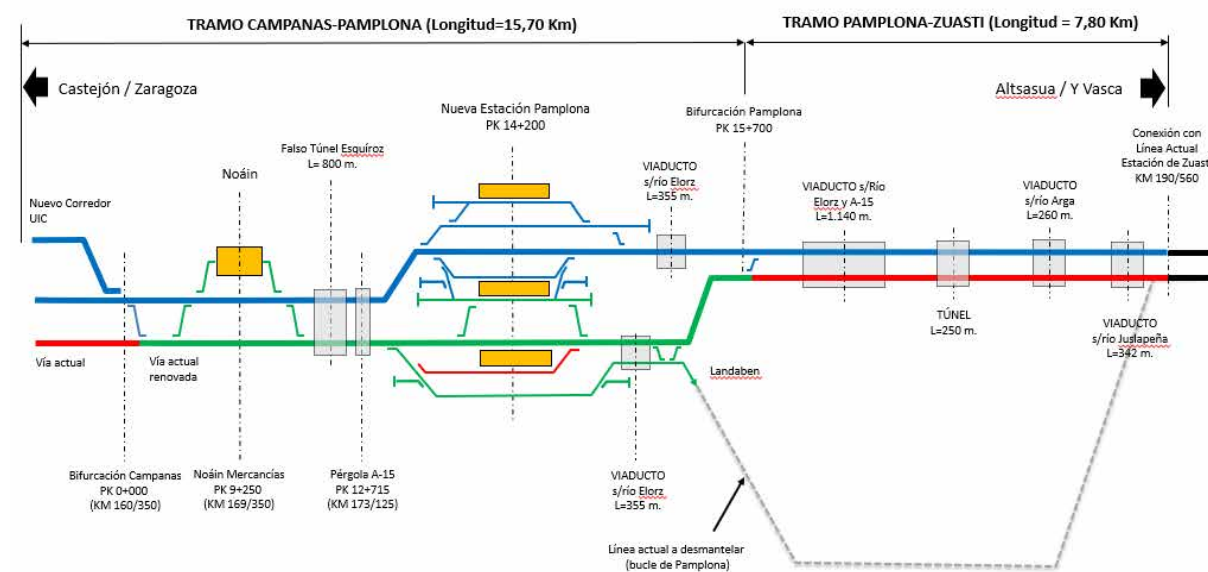 TRAMO CAMPANAS-PAMPLONA (Longitud=15,70 Km)
TRAMO PAMPLONA-ZUASTI (Longitud = 7,80 Km)
Castejón / Zaragoza
Altsasua / Y Vasca
Nueva Estación Pamplona
PK 14+200
Bifurcación Pamplona
PK 15+700
Conexión con
Línea Actual
Estación de Zuast
KM 190/560
Falso Túnel Esquíroz
L= 800 m.
Noáin
VIADUCTO
s/río Elorz
L=355 m.
VIADUCTO s/Río
Elorz y A-15
L=1.140 m.
VIADUCTO
s/río Arga
L=260 m.
Nuevo Corredor
UIC
TÚNEL
L=250 m.
VIADUCTO
s/río Juslapeña
L=342 m.
Vía actual
Vía actual
renovada
Landaben
Bifurcación Campanas
PK 0+000
(KM 160/350)
Noáin Mercancías
PK 9+250
(KM 169/350)
Pérgola A-15
PK 12+715
(KM 173/125)
VIADUCTO
s/río Elorz
L=355 m.
Línea actual a desmantelar
(bucle de Pamplona)